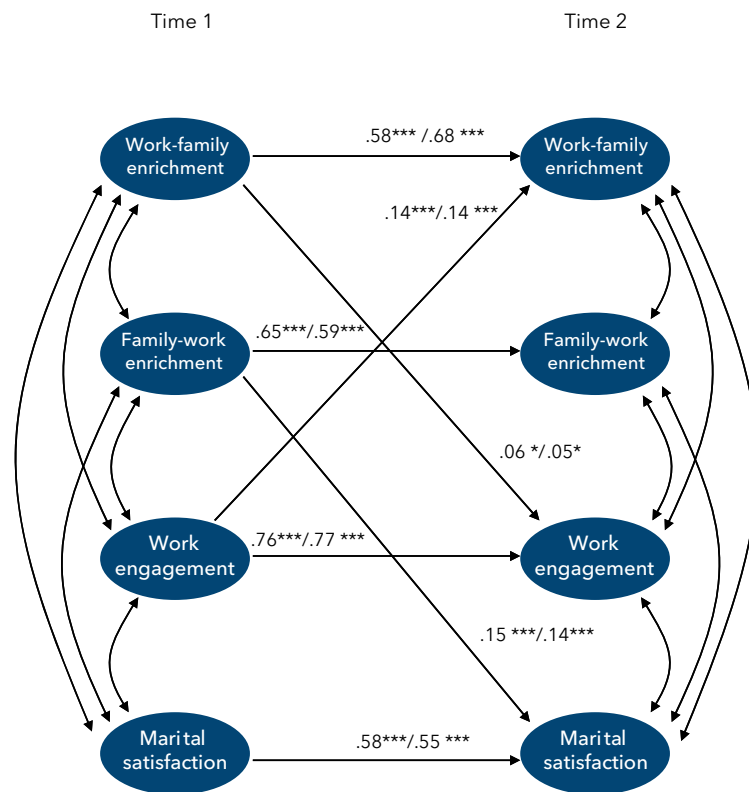 Time 1
Time 2
Work-family
enrichment
.58*** /.68 ***
Work-family
enrichment
.14***/.14 ***
Family-work
enrichment
.65***/.59***
Family-work
enrichment
.06 */.05*
Work
engagement
.76***/.77 ***
Work
engagement
.15 ***/.14***
Marital
satisfaction
.58***/.55 ***
Marital
satisfaction